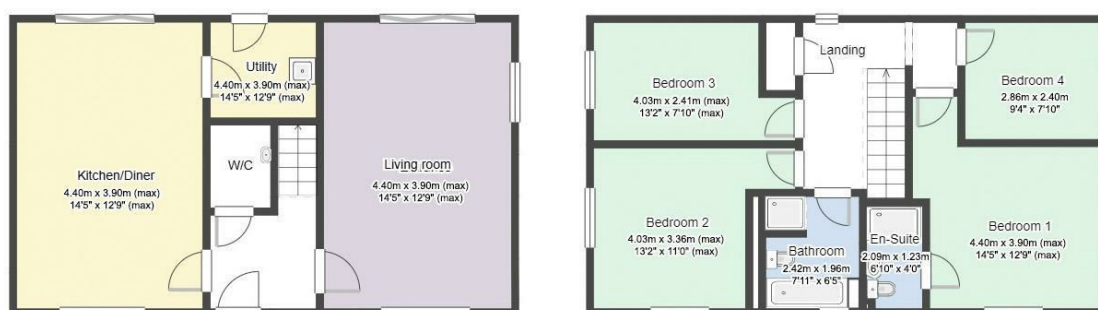 Utility
4.40m x 3.90m (max)
14'5" x 12'9" (max)
W/C
Kitchen/Diner
4.40m x 3.90m (max)
14'5" x 12'9" (max)
Living room
4.40m x 3.90m (max)
14'5" x 12'9" (max)
Landing
Bedroom 3
4.03m x 2.41m (max)
13'2" x 7'10" (max)
Bedroom 4
2.86m x 2.40m
9'4" x 7'10"
Bedroom 2
4.03m x 3.36m (max)
13'2" x 11'0" (max)
Bathroom
2.42m x 1.96m
7'11" x 6'5"
En-Suite
2.09m x 1.23m
6'10" x 4'0"
Bedroom 1
4.40m x 3.90m (max)
14'5" x 12'9" (max)